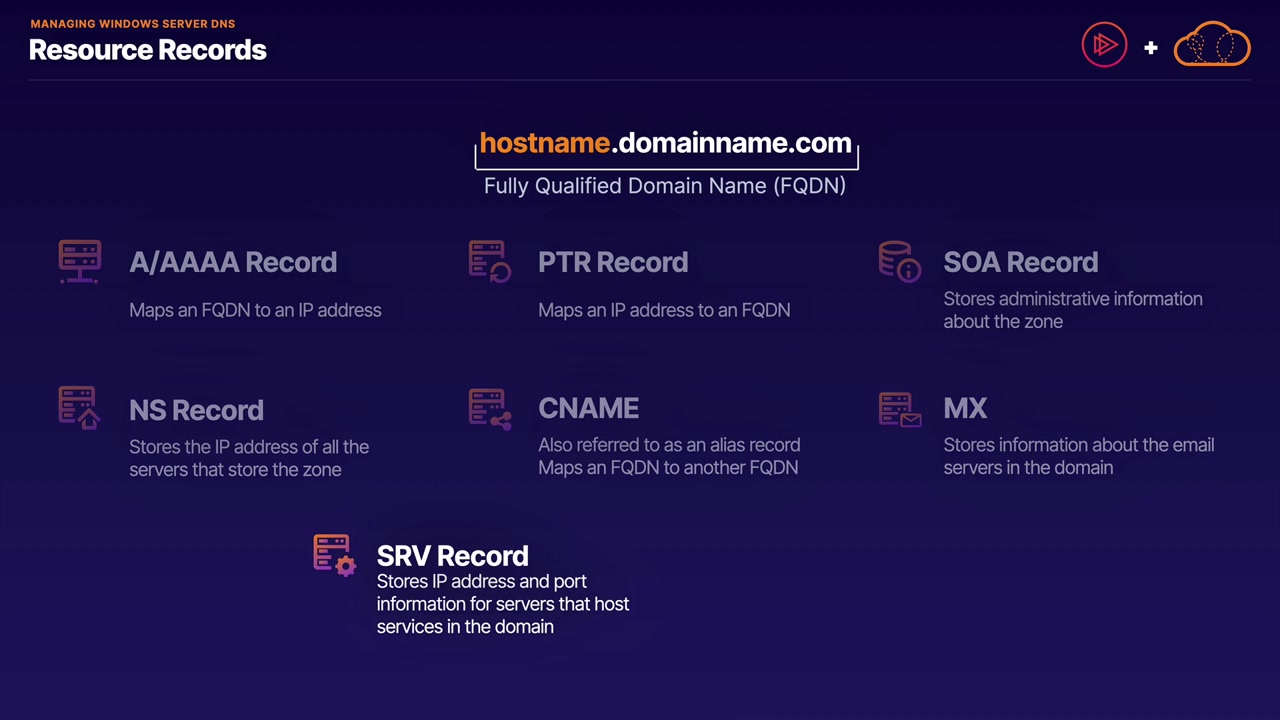 MANAGING WINDOWS SERVER DNS
Resource Records
+
hostname.domainname.com
Fully Qualified Domain Name (FQDN)
A/AAAA Record
Maps an FQDN to an IP address
PTR Record
Maps an IP address to an FQDN
SOA Record
Stores administrative information
about the zone
NS Record
Stores the IP address of all the
servers that store the zone
CNAME
Also referred to as an alias record
Maps an FQDN to another FQDN
MX
Stores information about the email
servers in the domain
SRV Record
Stores IP address and port
information for servers that host
services in the domain